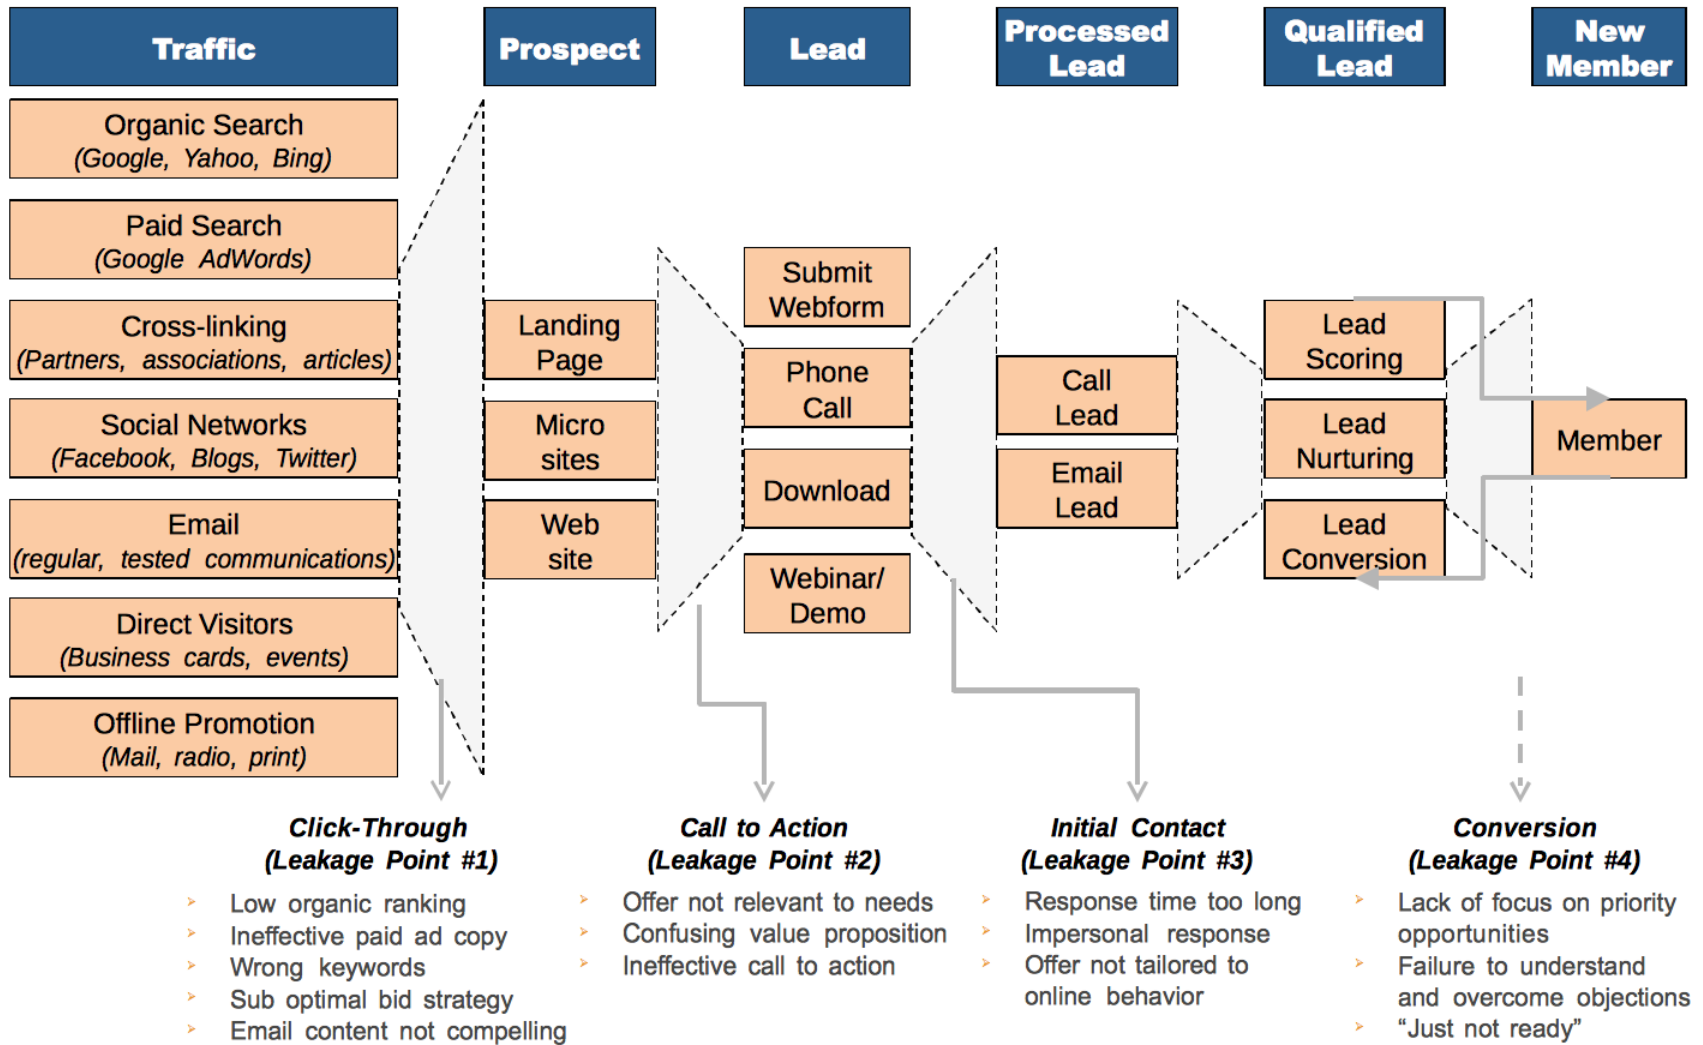 Traffic
Prospect
Lead
Processed
Lead
Qualified
Lead
New
Member
Organic Search
(Google, Yahoo, Bing)
Paid Search
(Google AdWords)
Cross-linking
(Partners, associations, articles)
Social Networks
(Facebook, Blogs, Twitter)
Email
(regular, tested communications)
Direct Visitors
(Business cards, events)
Offline Promotion
(Mail, radio, print)
Landing
Page
Micro
sites
Web
site
Submit
Webform
Phone
Call
Download
Webinar/
Demo
Call
Lead
Email
Lead
Lead
Scoring
Lead
Nurturing
Lead
Conversion
Member
Click-Through
(Leakage Point #1)
Low organic ranking
Ineffective paid ad copy
Wrong keywords
Sub optimal bid strategy
Email content not compelling
Call to Action
(Leakage Point #2)
Offer not relevant to needs
Confusing value proposition
Ineffective call to action
Initial Contact
(Leakage Point #3)
Response time too long
Impersonal response
Offer not tailored to
online behavior
Conversion
(Leakage Point #4)
Lack of focus on priority
opportunities
Failure to understand
and overcome objections
“Just not ready”